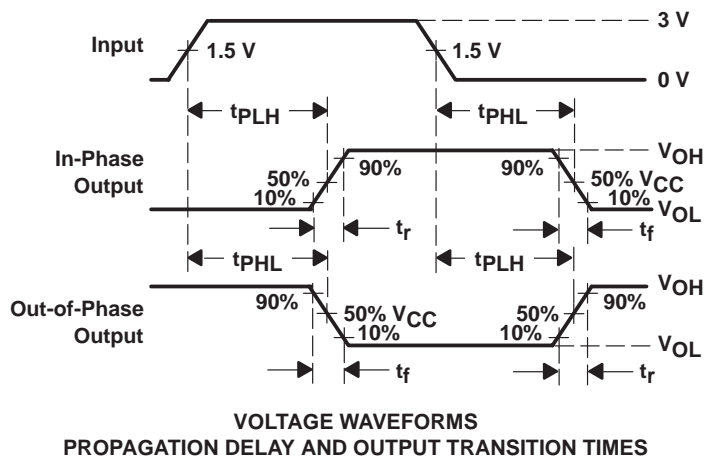 3 V
Input
1.5 V
1.5 V
0 V
tPLH
tPHL
In-Phase
Output
VOH
90%
90%
50%
50% VCC
10%
10%
VOL
tr
tf
tPHL
tPLH
Out-of-Phase
Output
VOH
90%
90%
50% VCC
50%
10%
10%
VOL
tf
tr
VOLTAGE WAVEFORMS
PROPAGATION DELAY AND OUTPUT TRANSITION TIMES